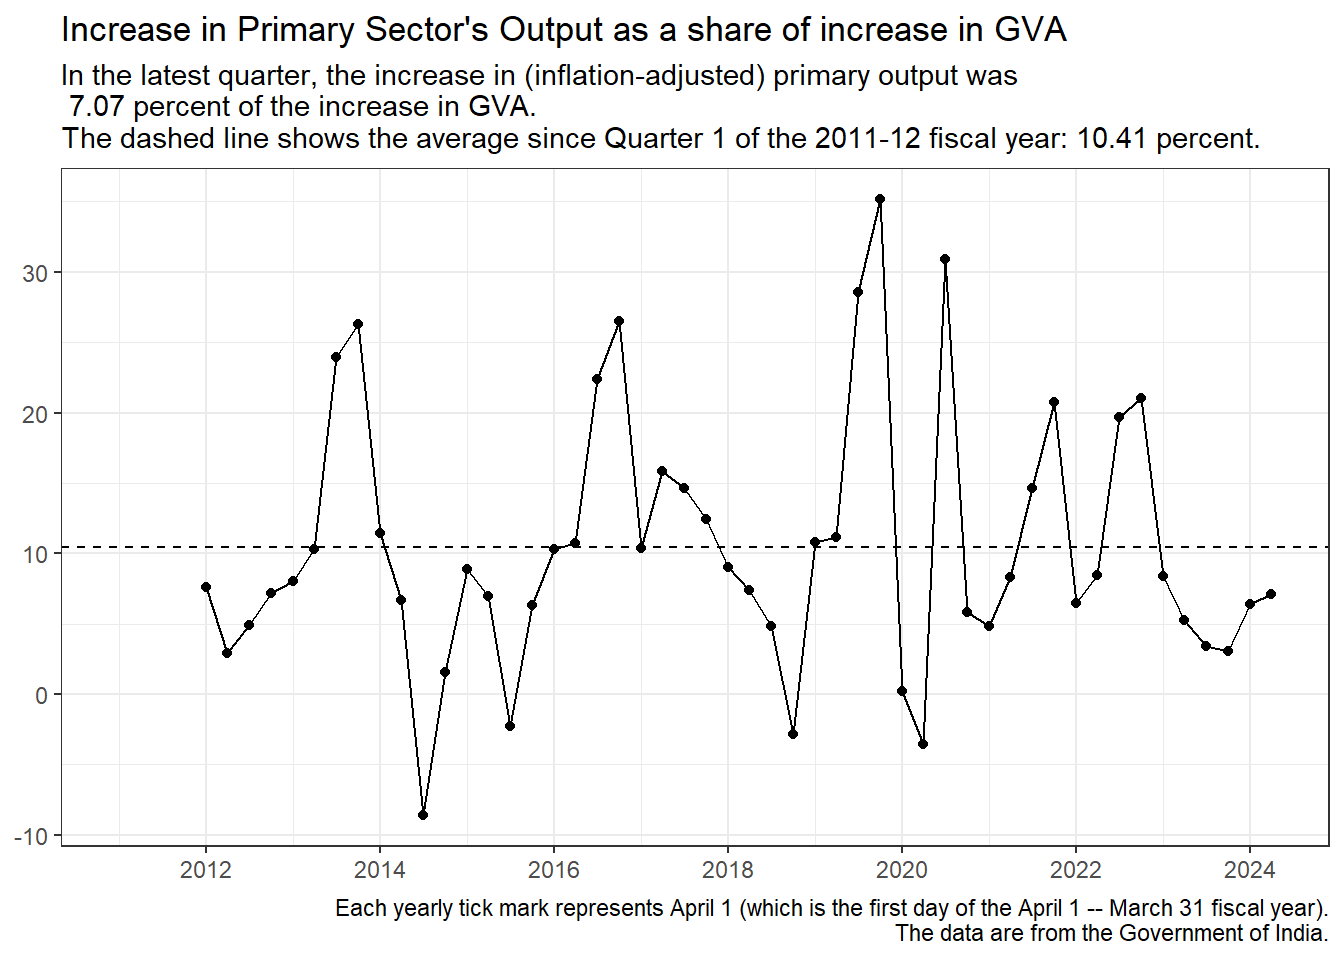 Increase in Primary Sector's Output as a share of increase in GVA
In the latest quarter, the increase in (inflation-adjusted) primary output was
7.07 percent of the increase in GVA.
The dashed line shows the average since Quarter 1 of the 2011-12 fiscal year: 10.41 percent.
30
20
10
0
-10
2012 2014 2016 2018 2020 2022 2024
Each yearly tick mark represents April 1 (which is the first day of the April 1 -- March 31 fiscal year).
The data are from the Government of India.